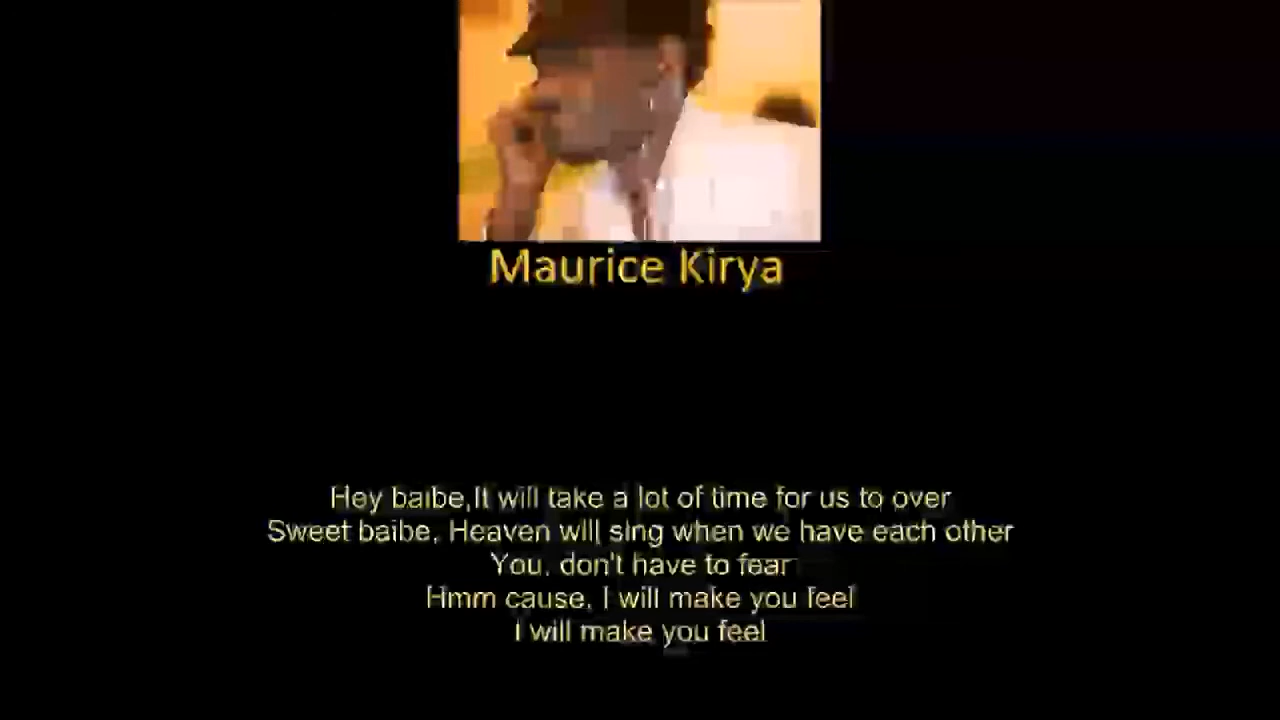 Maurice Kirya
Hey baibe,It will take a lot of time for us to over
Sweet baibe, Heaven will sing when we have each other
You, don't have to fear
Hmm cause, I will make you feel
I will make you feel